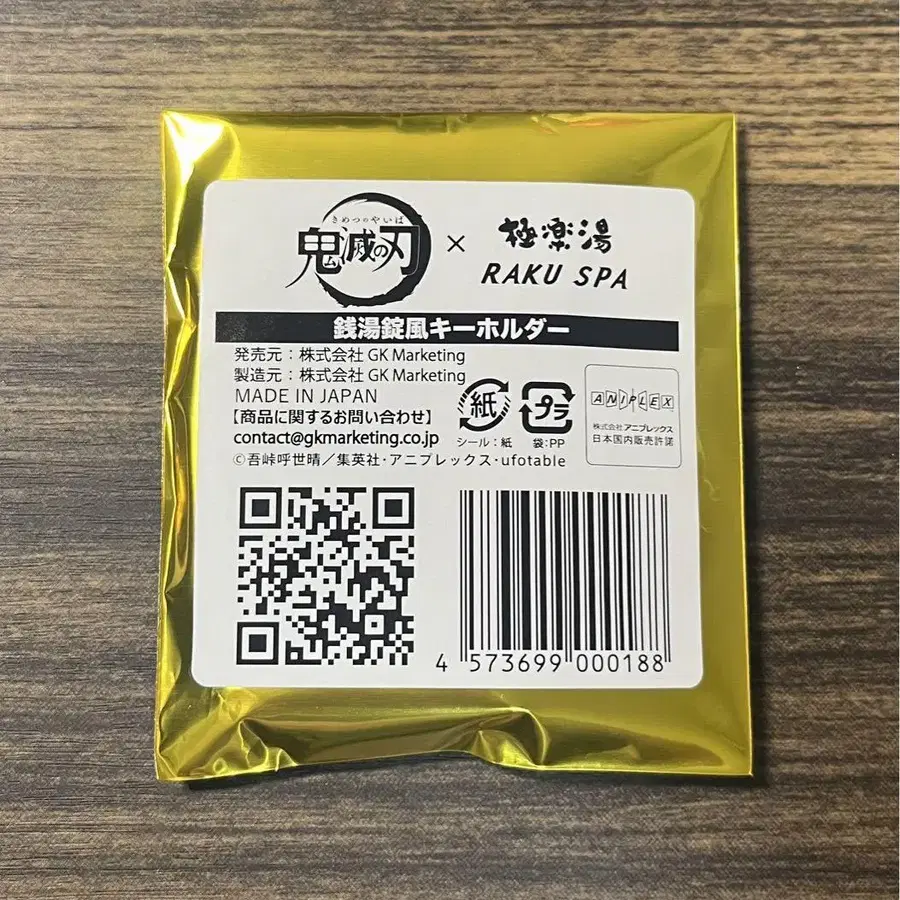 きめつのやいば
鬼滅の刃 × 極楽湯
RAKU SPA
銭湯錠風キーホルダー
発売元：株式会社 GK Marketing
製造元：株式会社 GK Marketing
MADE IN JAPAN
【商品に関するお問い合わせ】
contact@gkmarketing.co.jp
©吾峠呼世晴／集英社・アニプレックス・ufotable
紙
シール：紙
プラ
袋：PP
ANIPLEX
株式会社アニプレックス
日本国内販売許諾
4 573699 000188